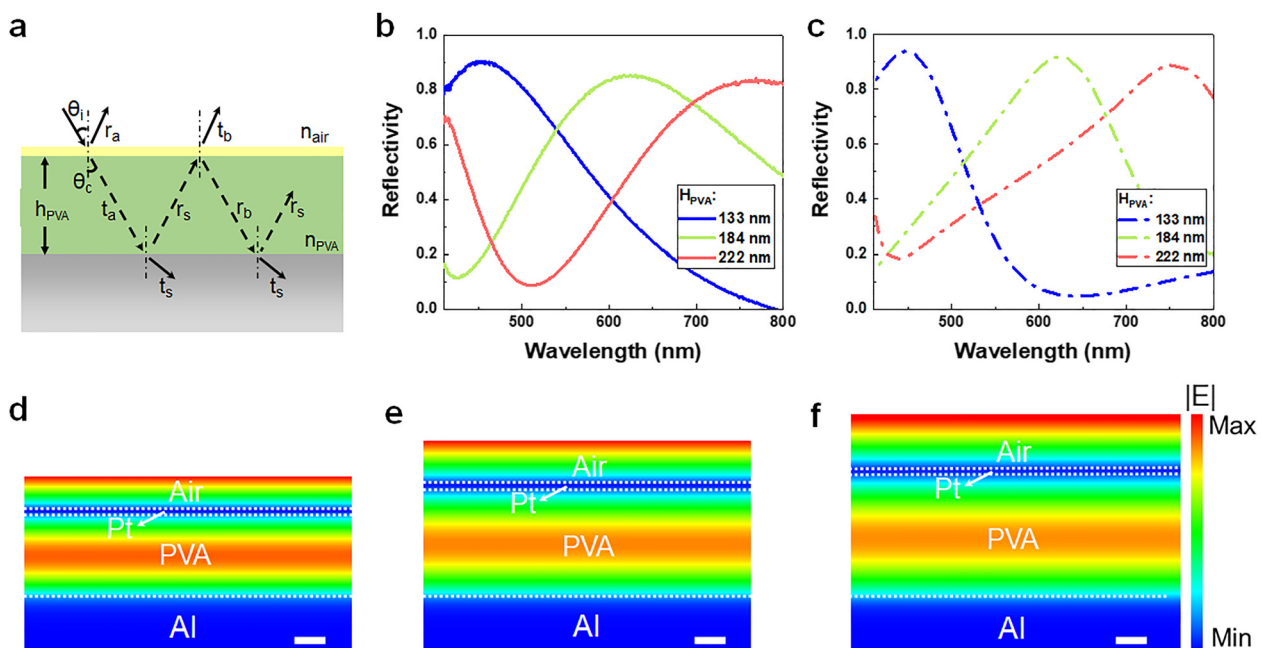 a
θi
ra
tb
nair
θc
hPVA
ta
rs
rb
rs
nPVA
ts
ts
b
Reflectivity
1.0
0.8
0.6
0.4
0.2
0.0
HPVA:
133 nm
184 nm
222 nm
500
600
700
800
Wavelength (nm)
c
Reflectivity
1.0
0.8
0.6
0.4
0.2
0.0
HPVA:
133 nm
184 nm
222 nm
500
600
700
800
Wavelength (nm)
d
Air
Pt
PVA
Al
e
Air
Pt
PVA
Al
f
Air
Pt
PVA
Al
|E|
Max
Min